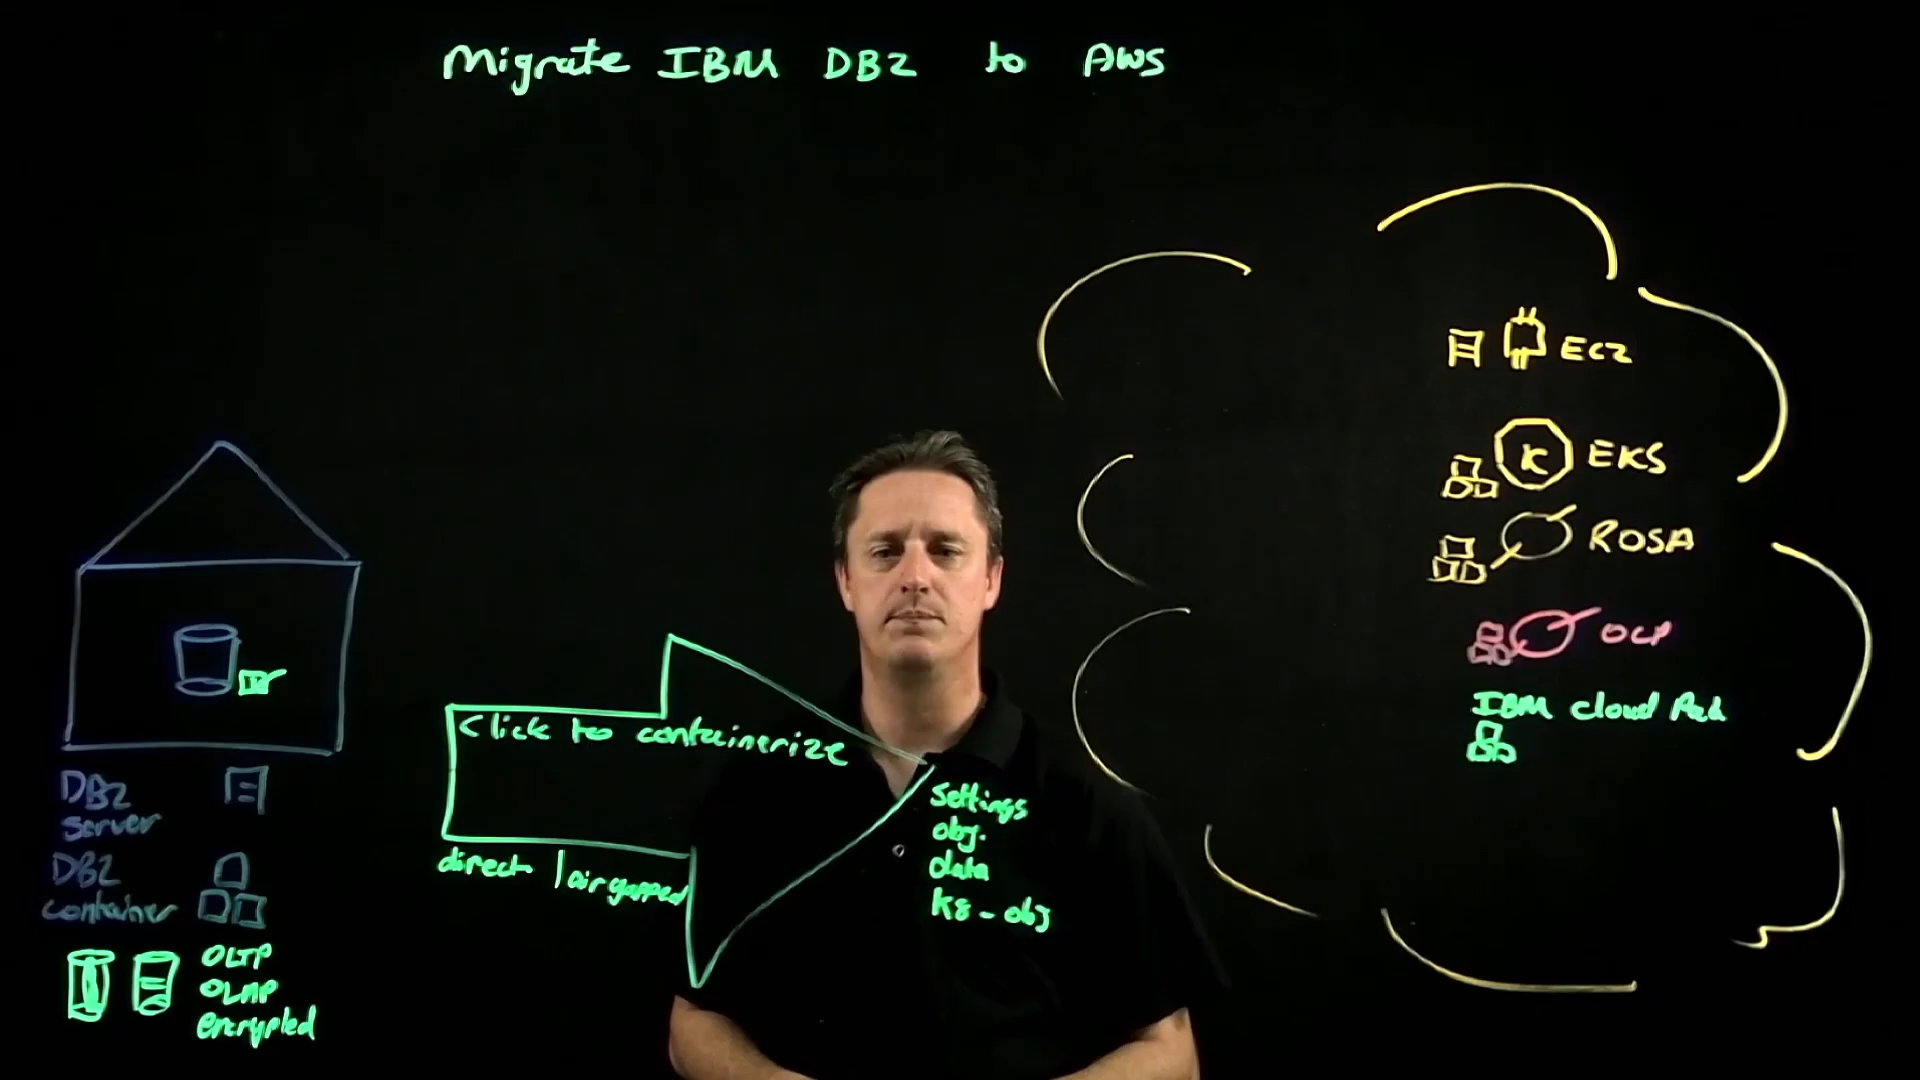 Migrate IBM DB2 to AWS
EC2
K EKS
ROSA
OCP
IBM Cloud Pak
Click to containerize
Settings
obj.
data
k8-obj
direct | airgapped
DB2
Server
DB2
Container
OLTP
OLAP
encrypted